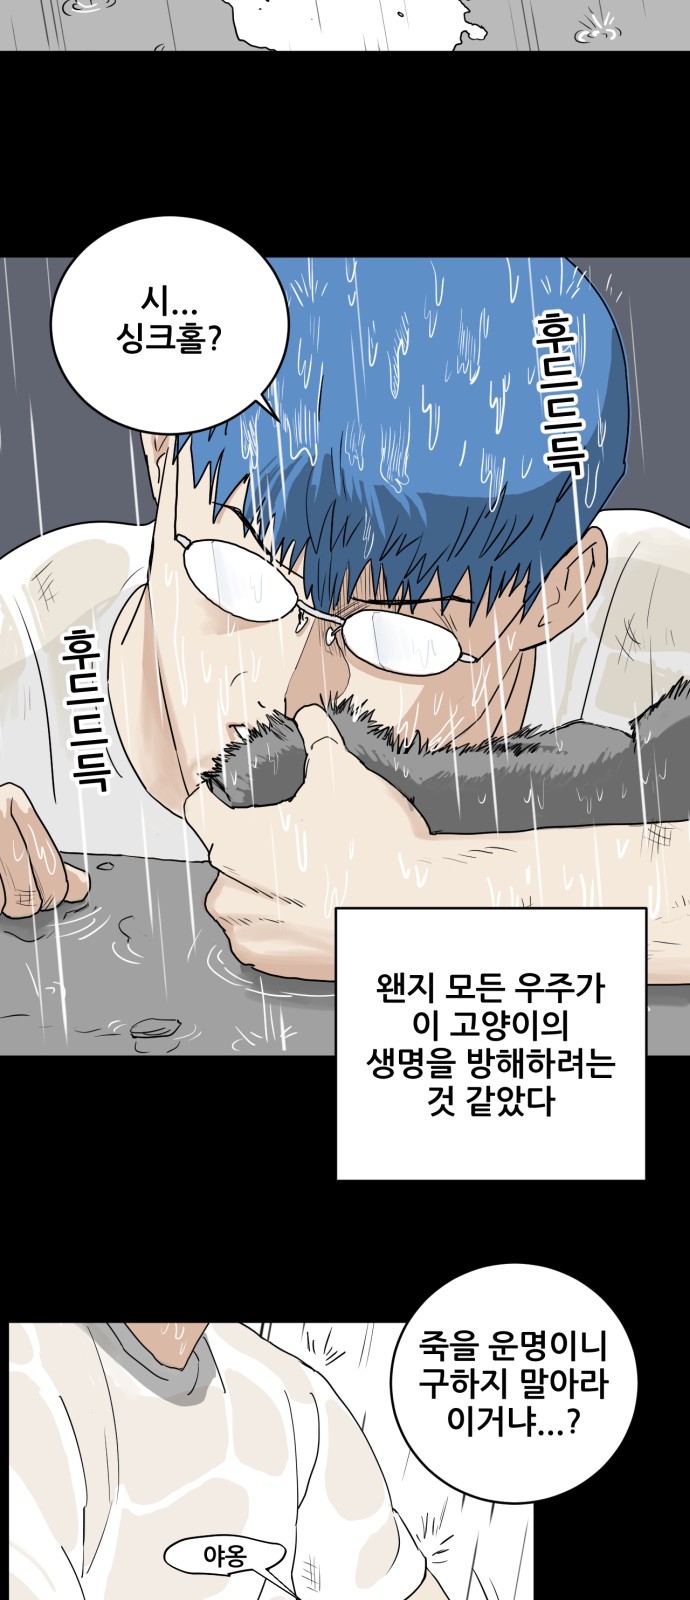 시...
싱크홀?
후드드득
후드드득
왠지 모든 우주가
이 고양이의
생명을 방해하려는
것 같았다
죽을 운명이니
구하지 말아라
이거냐...?
야옹